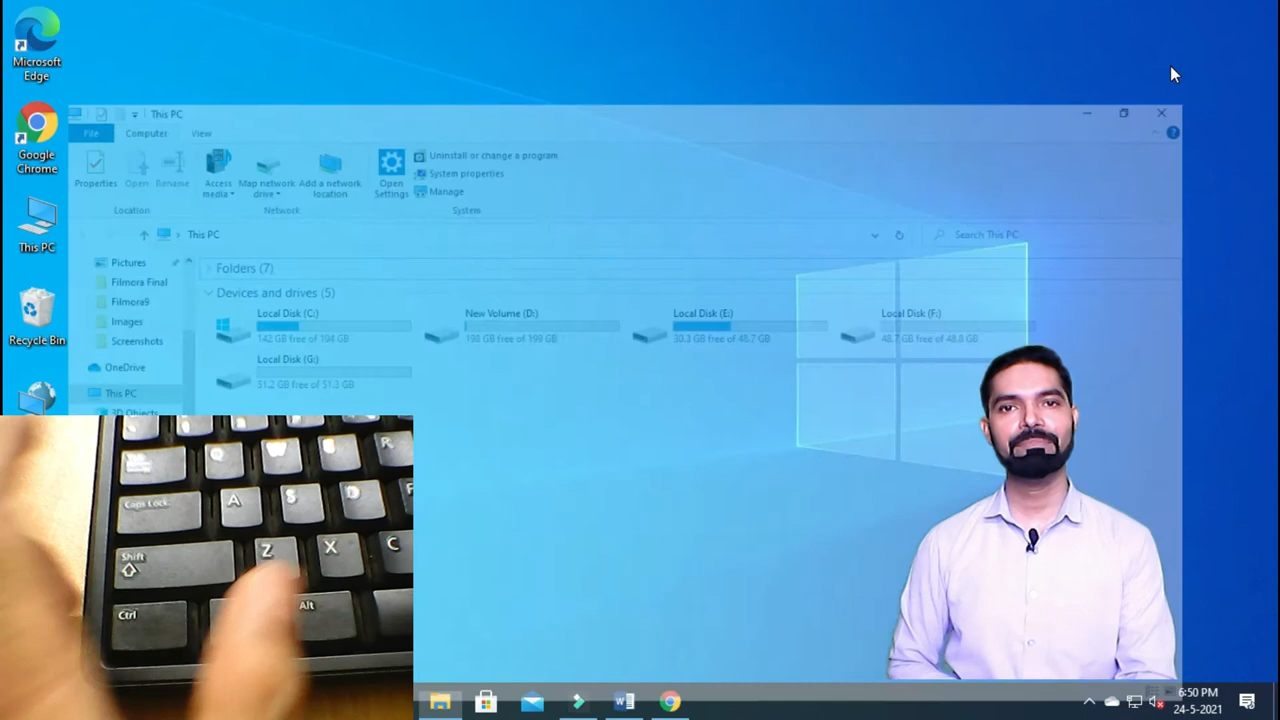 Microsoft
Edge
Google
Chrome
This PC
Recycle Bin
This PC
File
Computer
View
Properties
Open
Rename
Access
media
Map network
drive
Add a network
location
Open
Settings
Uninstall or change a program
System properties
Manage
Location
Network
System
This PC
Search This PC
Pictures
Filmora Final
Filmora9
Images
Screenshots
OneDrive
This PC
3D Objects
Folders (7)
Devices and drives (5)
Local Disk (C:)
142 GB free of 194 GB
New Volume (D:)
198 GB free of 199 GB
Local Disk (E:)
30.3 GB free of 48.7 GB
Local Disk (F:)
48.7 GB free of 48.8 GB
Local Disk (G:)
51.2 GB free of 51.3 GB
Q W R
Caps Lock A S D F
Shift Z X C
Ctrl Alt
6:50 PM
24-5-2021